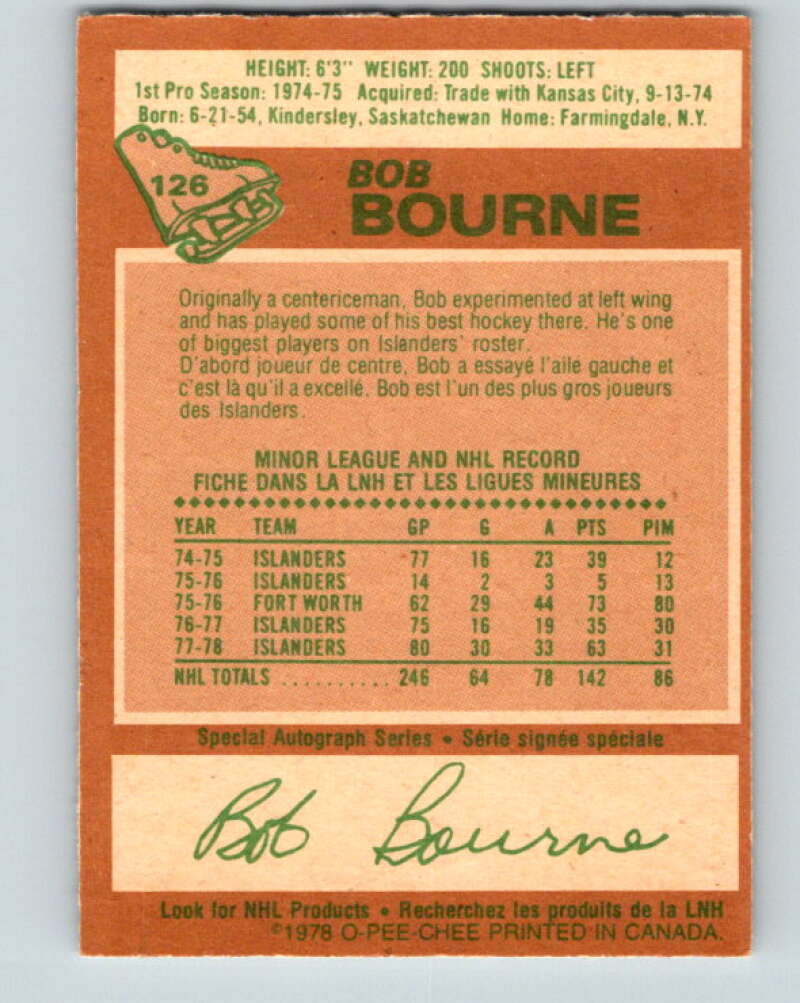 HEIGHT: 6'3" WEIGHT: 200 SHOOTS: LEFT
1st Pro Season: 1974-75 Acquired: Trade with Kansas City, 9-13-74
Born: 6-21-54, Kindersley, Saskatchewan Home: Farmingdale, N.Y.
126
BOB
BOURNE
Originally a centericeman, Bob experimented at left wing
and has played some of his best hockey there. He's one
of biggest players on Islanders' roster.
D'abord joueur de centre, Bob a essayé l'aile gauche et
c'est là qu'il a excellé. Bob est l'un des plus gros joueurs
des Islanders.
MINOR LEAGUE AND NHL RECORD
FICHE DANS LA LNH ET LES LIGUES MINEURES
YEAR TEAM GP G A PTS PIM
74-75 ISLANDERS 77 16 23 39 12
75-76 ISLANDERS 14 2 3 5 13
75-76 FORT WORTH 62 29 44 73 80
76-77 ISLANDERS 75 16 19 35 30
77-78 ISLANDERS 80 30 33 63 31
NHL TOTALS .......... 246 64 78 142 86
Special Autograph Series • Série signée spéciale
Bob Bourne
Look for NHL Products • Recherchez les produits de la LNH
©1978 O-PEE-CHEE PRINTED IN CANADA.